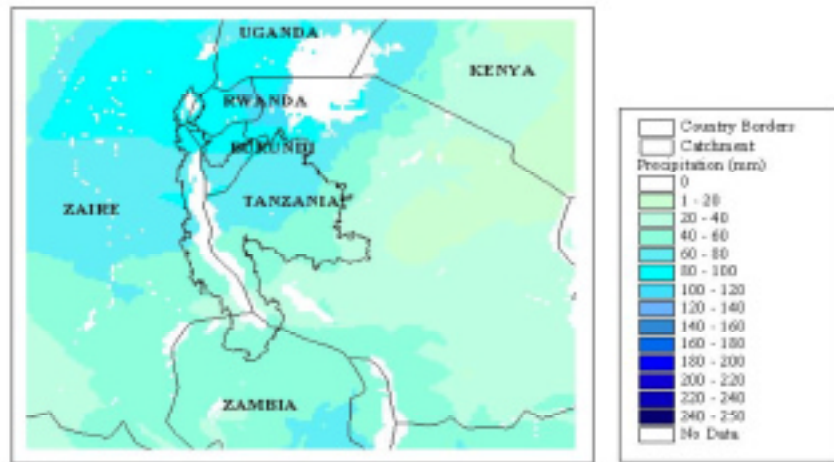 UGANDA
KENYA
RWANDA
BURUNDI
ZAIRE
TANZANIA
ZAMBIA
Country Borders
Catchment
Precipitation (mm)
0
1 - 20
20 - 40
40 - 60
60 - 80
80 - 100
100 - 120
120 - 140
140 - 160
160 - 180
180 - 200
200 - 220
220 - 240
240 - 250
No Data